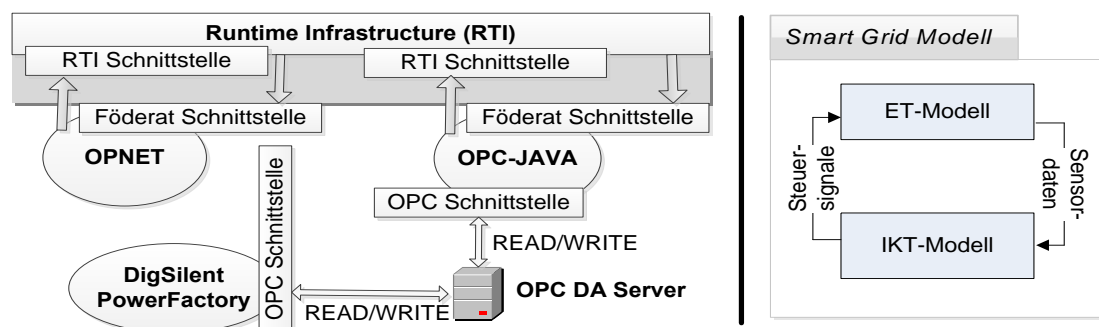 Runtime Infrastructure (RTI)
RTI Schnittstelle
RTI Schnittstelle
Föderat Schnittstelle
Föderat Schnittstelle
OPNET
OPC-JAVA
OPC Schnittstelle
READ/WRITE
OPC Schnittstelle
DigSilent
PowerFactory
READ/WRITE
OPC DA Server
Smart Grid Modell
ET-Modell
Steuer-
signale
Sensor-
daten
IKT-Modell